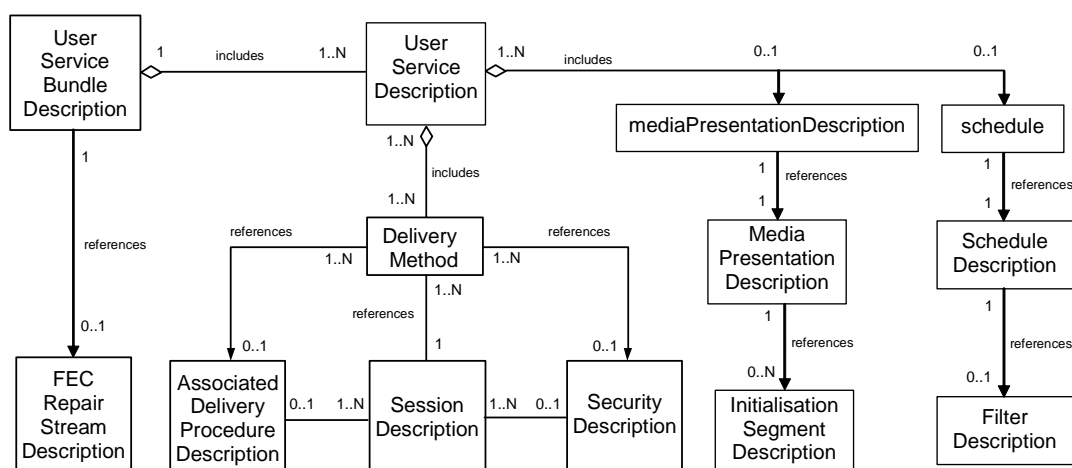 User
Service
Bundle
Description
1
includes
1..N
User
Service
Description
1..N
includes
0..1
0..1
mediaPresentationDescription
schedule
1..N
includes
1..N
1
references
0..1
1
references
1
1
references
1
Delivery
Method
references
1..N
1..N
references
1..N
references
1
0..1
0..1
Media
Presentation
Description
Schedule
Description
1
references
0..N
1
references
0..1
FEC
Repair
Stream
Description
Associated
Delivery
Procedure
Description
0..1
1..N
Session
Description
1..N
0..1
Security
Description
Initialisation
Segment
Description
Filter
Description